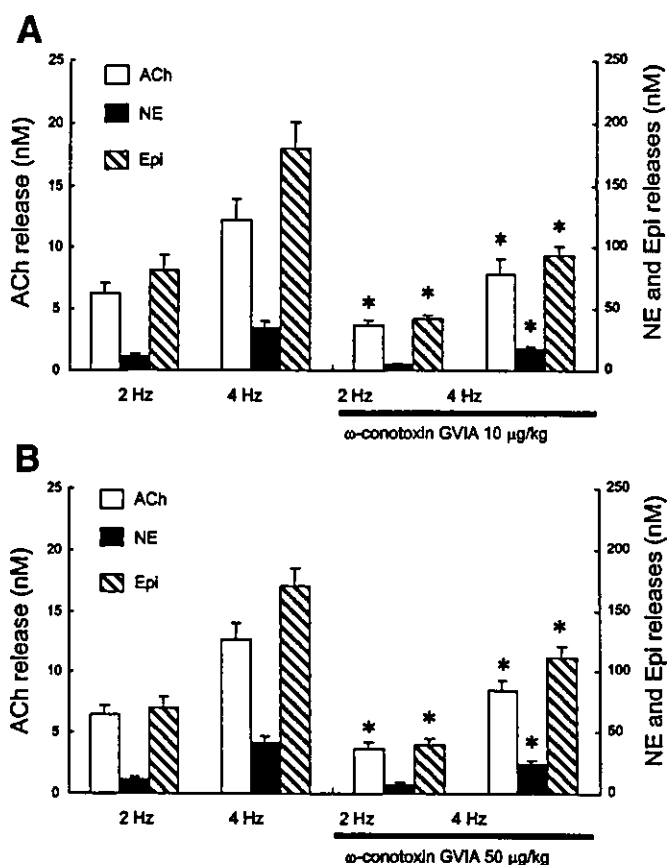 A
ACh release (nM)
NE and Epi releases (nM)
25
20
15
10
5
0
250
200
150
100
50
0
ACh
NE
Epi
* * * * *
2 Hz 4 Hz 2 Hz 4 Hz
ω-conotoxin GVIA 10 μg/kg
B
ACh release (nM)
NE and Epi releases (nM)
25
20
15
10
5
0
250
200
150
100
50
0
ACh
NE
Epi
* * * * *
2 Hz 4 Hz 2 Hz 4 Hz
ω-conotoxin GVIA 50 μg/kg